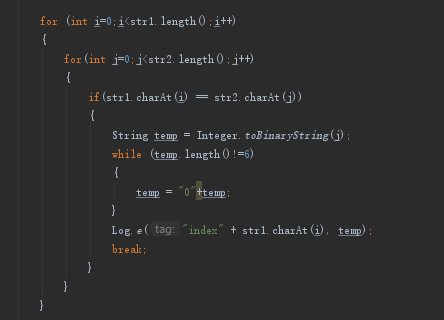 for (int i=0;i<str1.length();i++)
{
for(int j=0;j<str2.length();j++)
{
if(str1.charAt(i) == str2.charAt(j))
{
String temp = Integer.toBinaryString(j);
while (temp.length()!=6)
{
temp = "0"+temp;
}
Log.e( tag: "index" + str1.charAt(i), temp);
break;
}
}
}